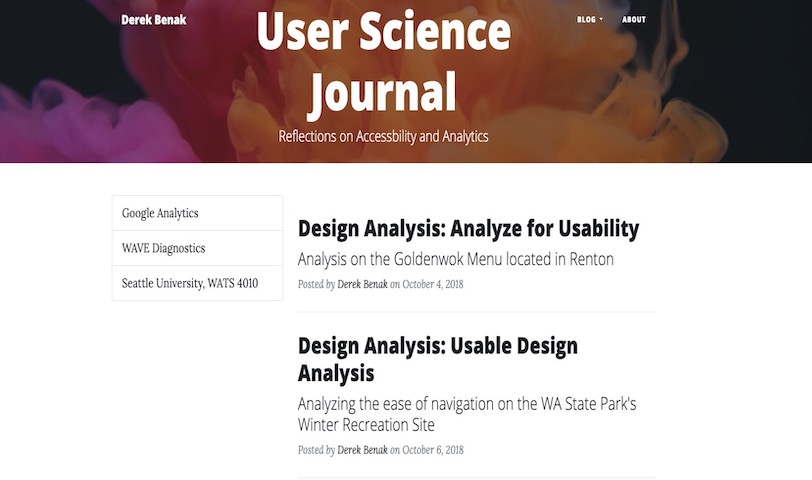 Derek Benak
BLOG
ABOUT
User Science
Journal
Reflections on Accessbility and Analytics
Google Analytics
WAVE Diagnostics
Seattle University, WATS 4010
Design Analysis: Analyze for Usability
Analysis on the Goldenwok Menu located in Renton
Posted by Derek Benak on October 4, 2018
Design Analysis: Usable Design
Analysis
Analyzing the ease of navigation on the WA State Park's
Winter Recreation Site
Posted by Derek Benak on October 6, 2018